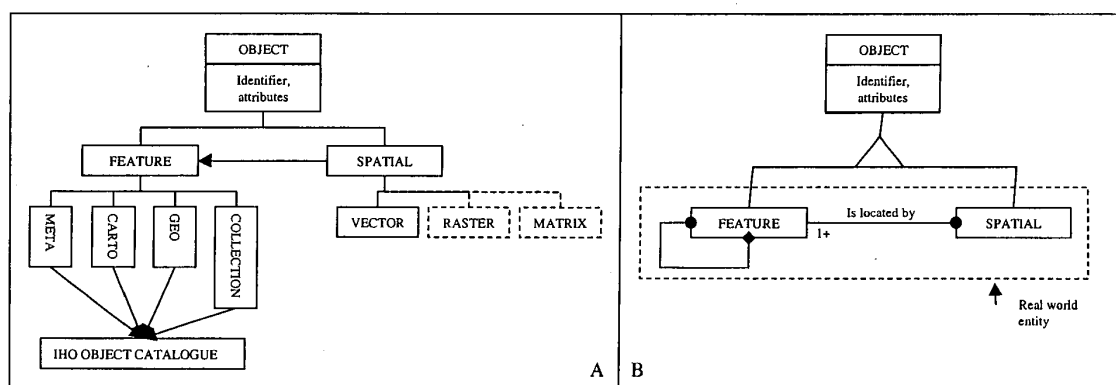 OBJECT
Identifier,
attributes
FEATURE
SPATIAL
META
CARTO
GEO
COLLECTION
VECTOR
RASTER
MATRIX
IHO OBJECT CATALOGUE
A
OBJECT
Identifier,
attributes
FEATURE
Is located by
1+
SPATIAL
Real world
entity
B